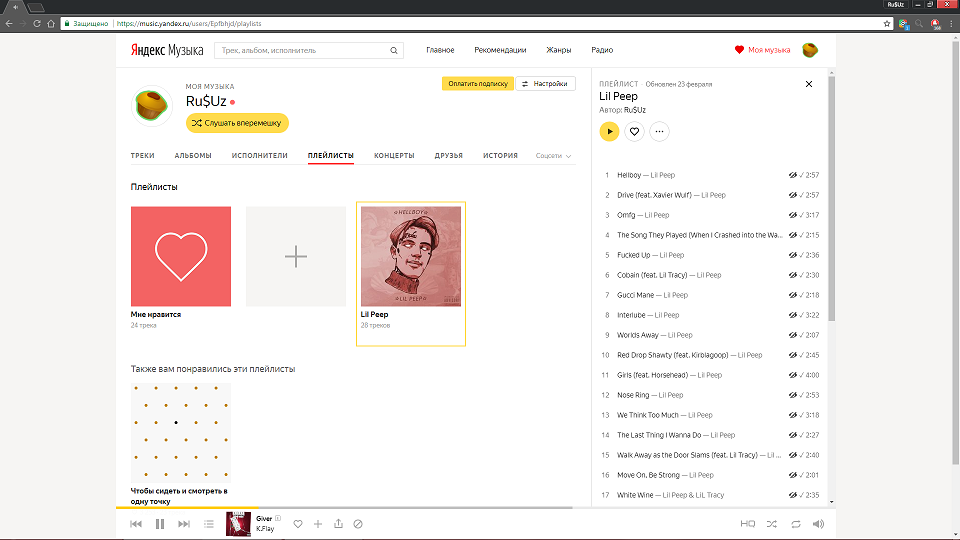 Ru$Uz
Защищено
https://music.yandex.ru/users/Epfbhjd/playlists
Яндекс Музыка
Трек, альбом, исполнитель
Главное
Рекомендации
Жанры
Радио
Моя музыка
МОЯ МУЗЫКА
Ru$Uz
Слушать вперемешку
Оплатить подписку
Настройки
ТРЕКИ
АЛЬБОМЫ
ИСПОЛНИТЕЛИ
ПЛЕЙЛИСТЫ
КОНЦЕРТЫ
ДРУЗЬЯ
ИСТОРИЯ
Соцсети
Плейлисты
HELLBOY
LIL PEEP
Мне нравится
24 трека
Lil Peep
28 треков
Также вам понравились эти плейлисты
Чтобы сидеть и смотреть в
одну точку
ПЛЕЙЛИСТ Обновлен 23 февраля
Lil Peep
Автор: Ru$Uz
1 Hellboy — Lil Peep 2:57
2 Drive (feat. Xavier Wulf) — Lil Peep 2:57
3 Omfg — Lil Peep 3:17
4 The Song They Played (When I Crashed into the Wa... 2:15
5 Fucked Up — Lil Peep 2:36
6 Cobain (feat. Lil Tracy) — Lil Peep 2:30
7 Gucci Mane — Lil Peep 2:18
8 Interlube — Lil Peep 3:22
9 Worlds Away — Lil Peep 2:07
10 Red Drop Shawty (feat. Kirblagoop) — Lil Peep 2:45
11 Girls (feat. Horsehead) — Lil Peep 4:00
12 Nose Ring — Lil Peep 2:53
13 We Think Too Much — Lil Peep 3:18
14 The Last Thing I Wanna Do — Lil Peep 2:27
15 Walk Away as the Door Slams (feat. Lil Tracy) — Lil ... 2:40
16 Move On, Be Strong — Lil Peep 2:01
17 White Wine — Lil Peep & LiL Tracy 2:35
Giver E
K.Flay
HQ